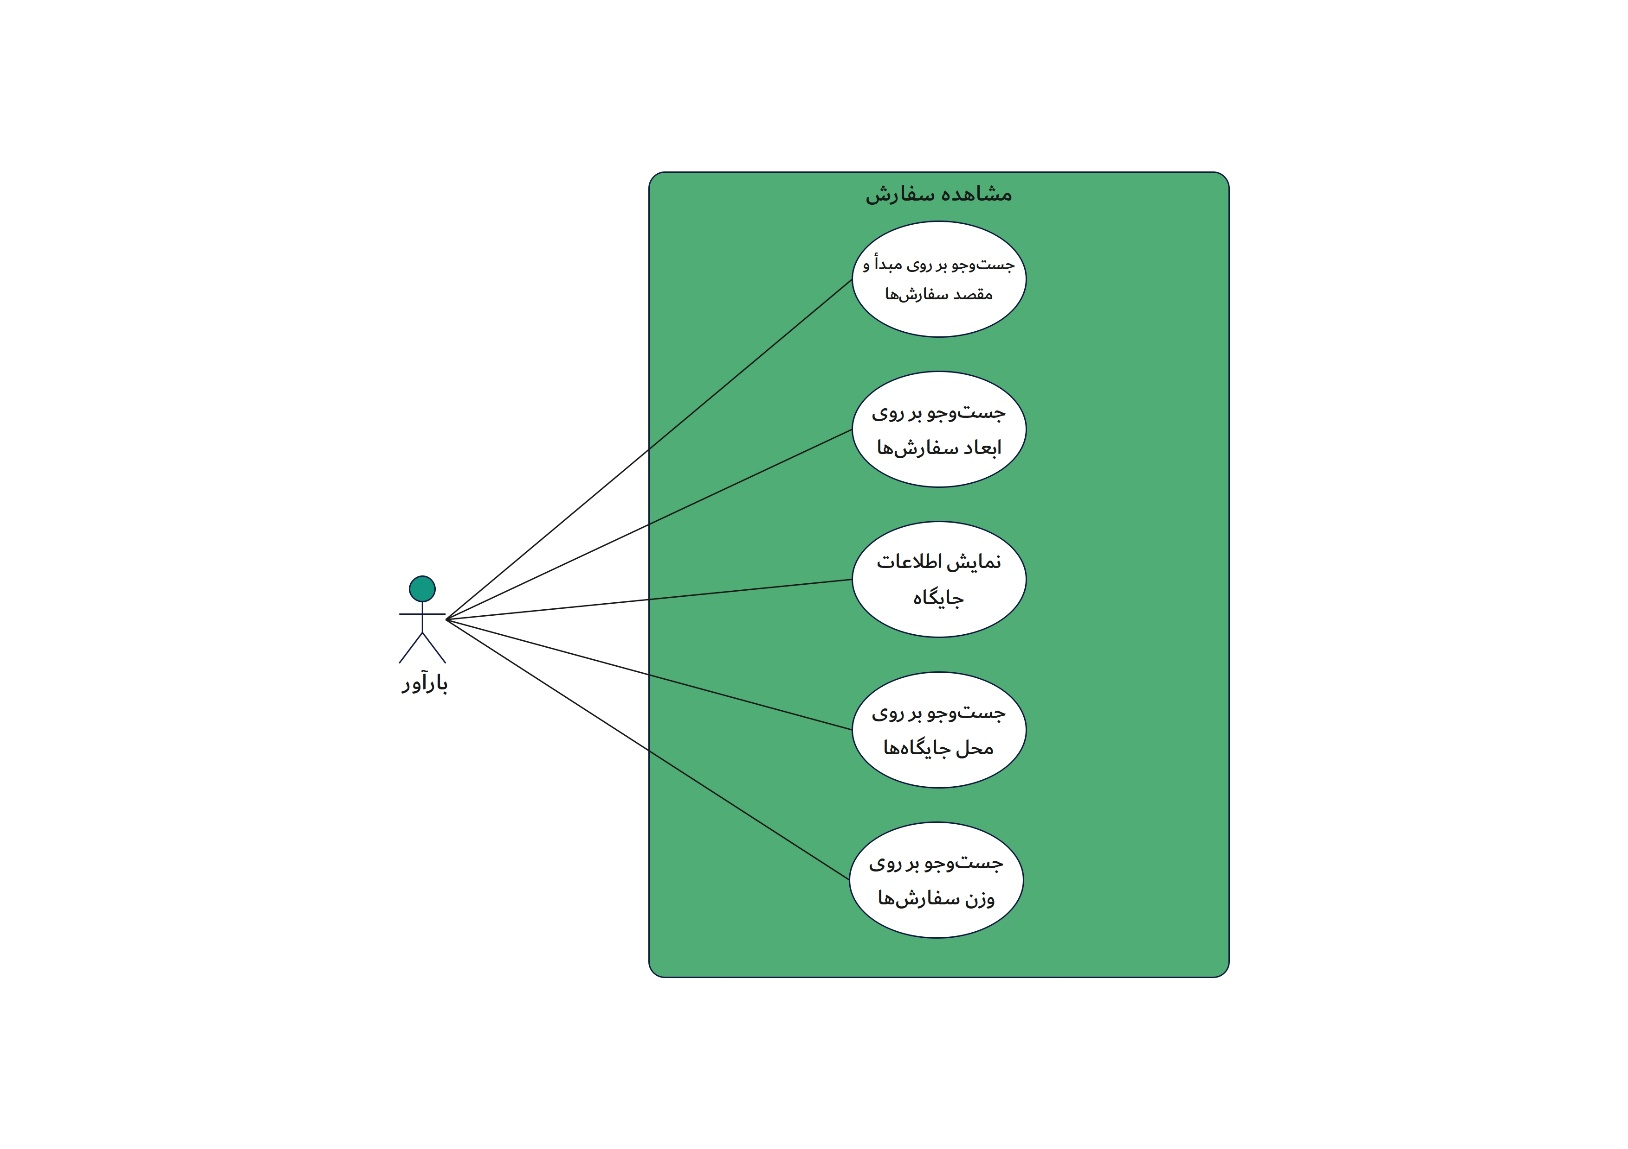 مشاهده سفارش
جست‌وجو بر روی مبدأ و
مقصد سفارش‌ها
جست‌وجو بر روی
ابعاد سفارش‌ها
نمایش اطلاعات
جایگاه
جست‌وجو بر روی
محل جایگاه‌ها
جست‌وجو بر روی
وزن سفارش‌ها
بارآور